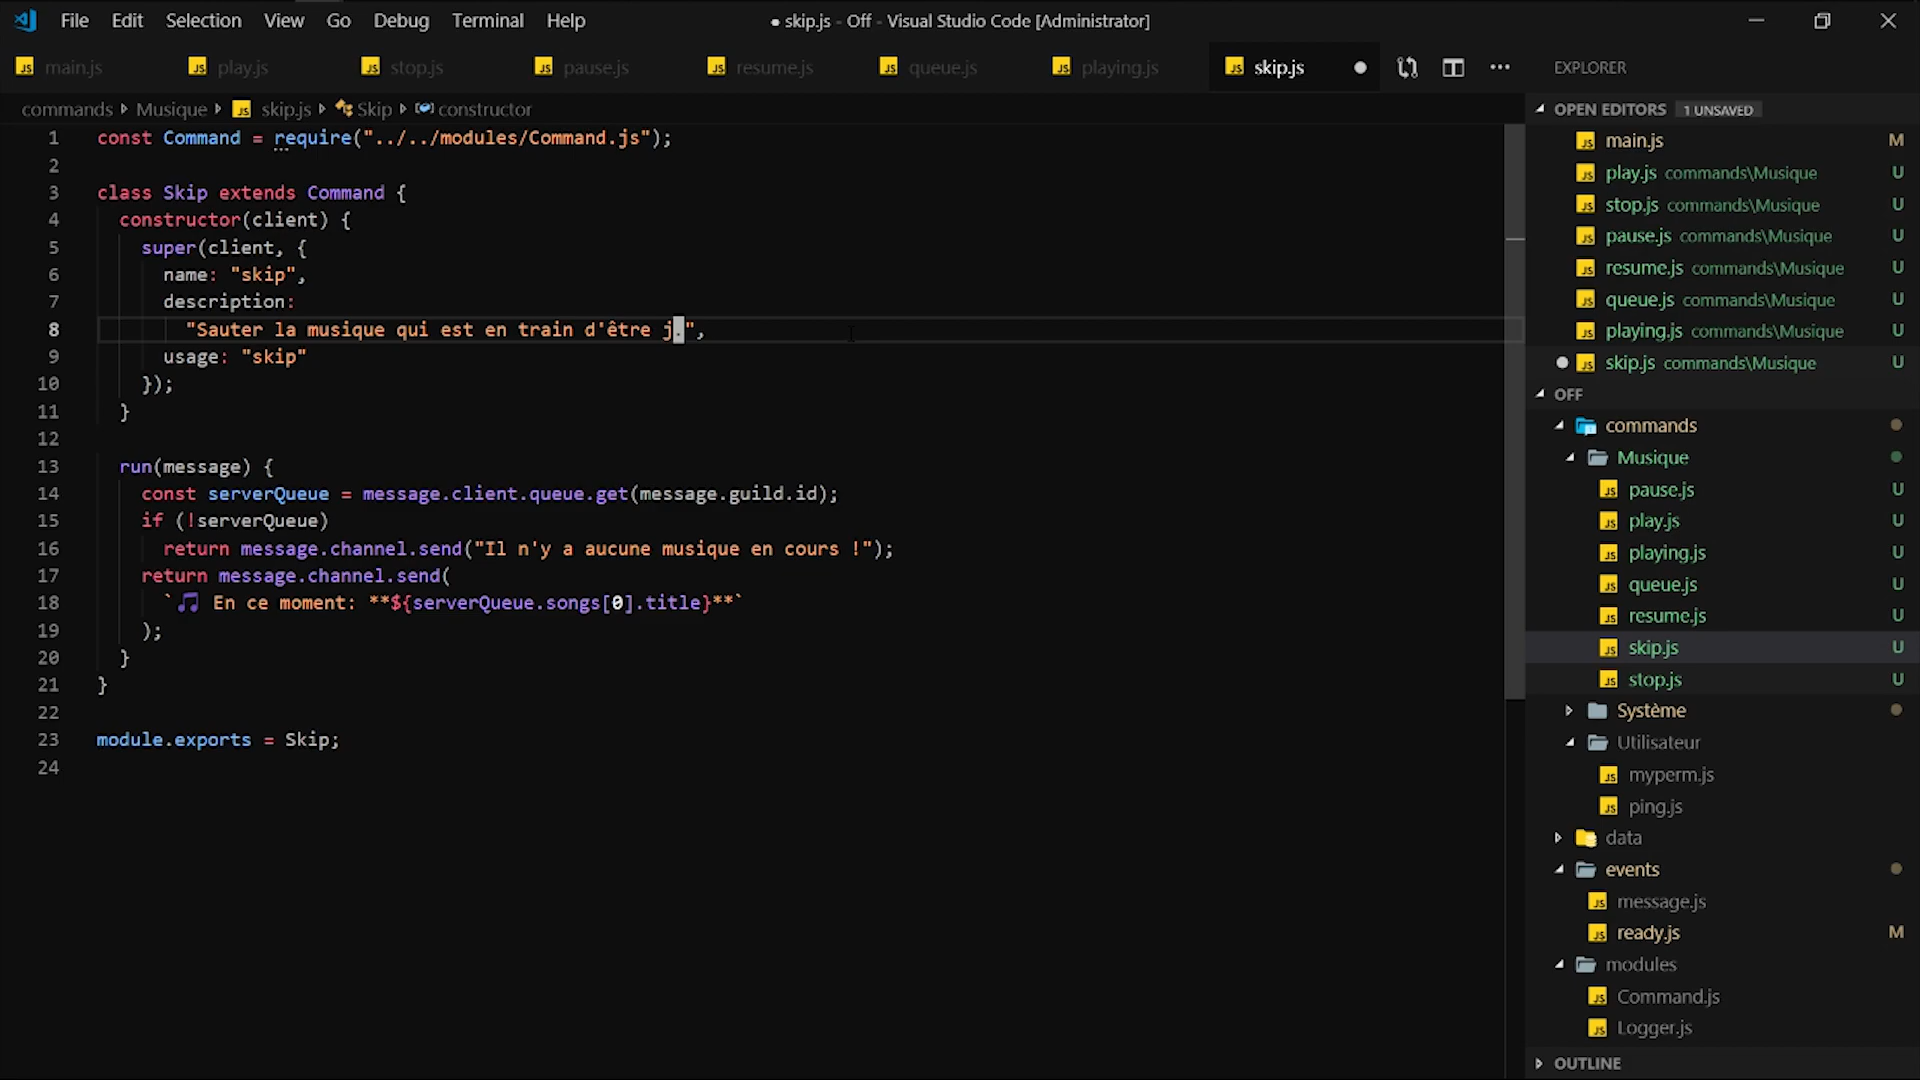 File Edit Selection View Go Debug Terminal Help
● skip.js - Off - Visual Studio Code [Administrator]
main.js play.js stop.js pause.js resume.js queue.js playing.js skip.js
commands Musique skip.js Skip constructor
1 const Command = require("../../modules/Command.js");
2
3 class Skip extends Command {
4 constructor(client) {
5 super(client, {
6 name: "skip",
7 description:
8 "Sauter la musique qui est en train d'être j.",
9 usage: "skip"
10 });
11 }
12
13 run(message) {
14 const serverQueue = message.client.queue.get(message.guild.id);
15 if (!serverQueue)
16 return message.channel.send("Il n'y a aucune musique en cours !");
17 return message.channel.send(
18 `🎵 En ce moment: **${serverQueue.songs[0].title}**`
19 );
20 }
21 }
22
23 module.exports = Skip;
24
EXPLORER
OPEN EDITORS 1 UNSAVED
main.js M
play.js commands\Musique U
stop.js commands\Musique U
pause.js commands\Musique U
resume.js commands\Musique U
queue.js commands\Musique U
playing.js commands\Musique U
skip.js commands\Musique U
OFF
commands
Musique
pause.js U
play.js U
playing.js U
queue.js U
resume.js U
skip.js U
stop.js U
Système
Utilisateur
myperm.js
ping.js
data
events
message.js
ready.js M
modules
Command.js
Logger.js
OUTLINE